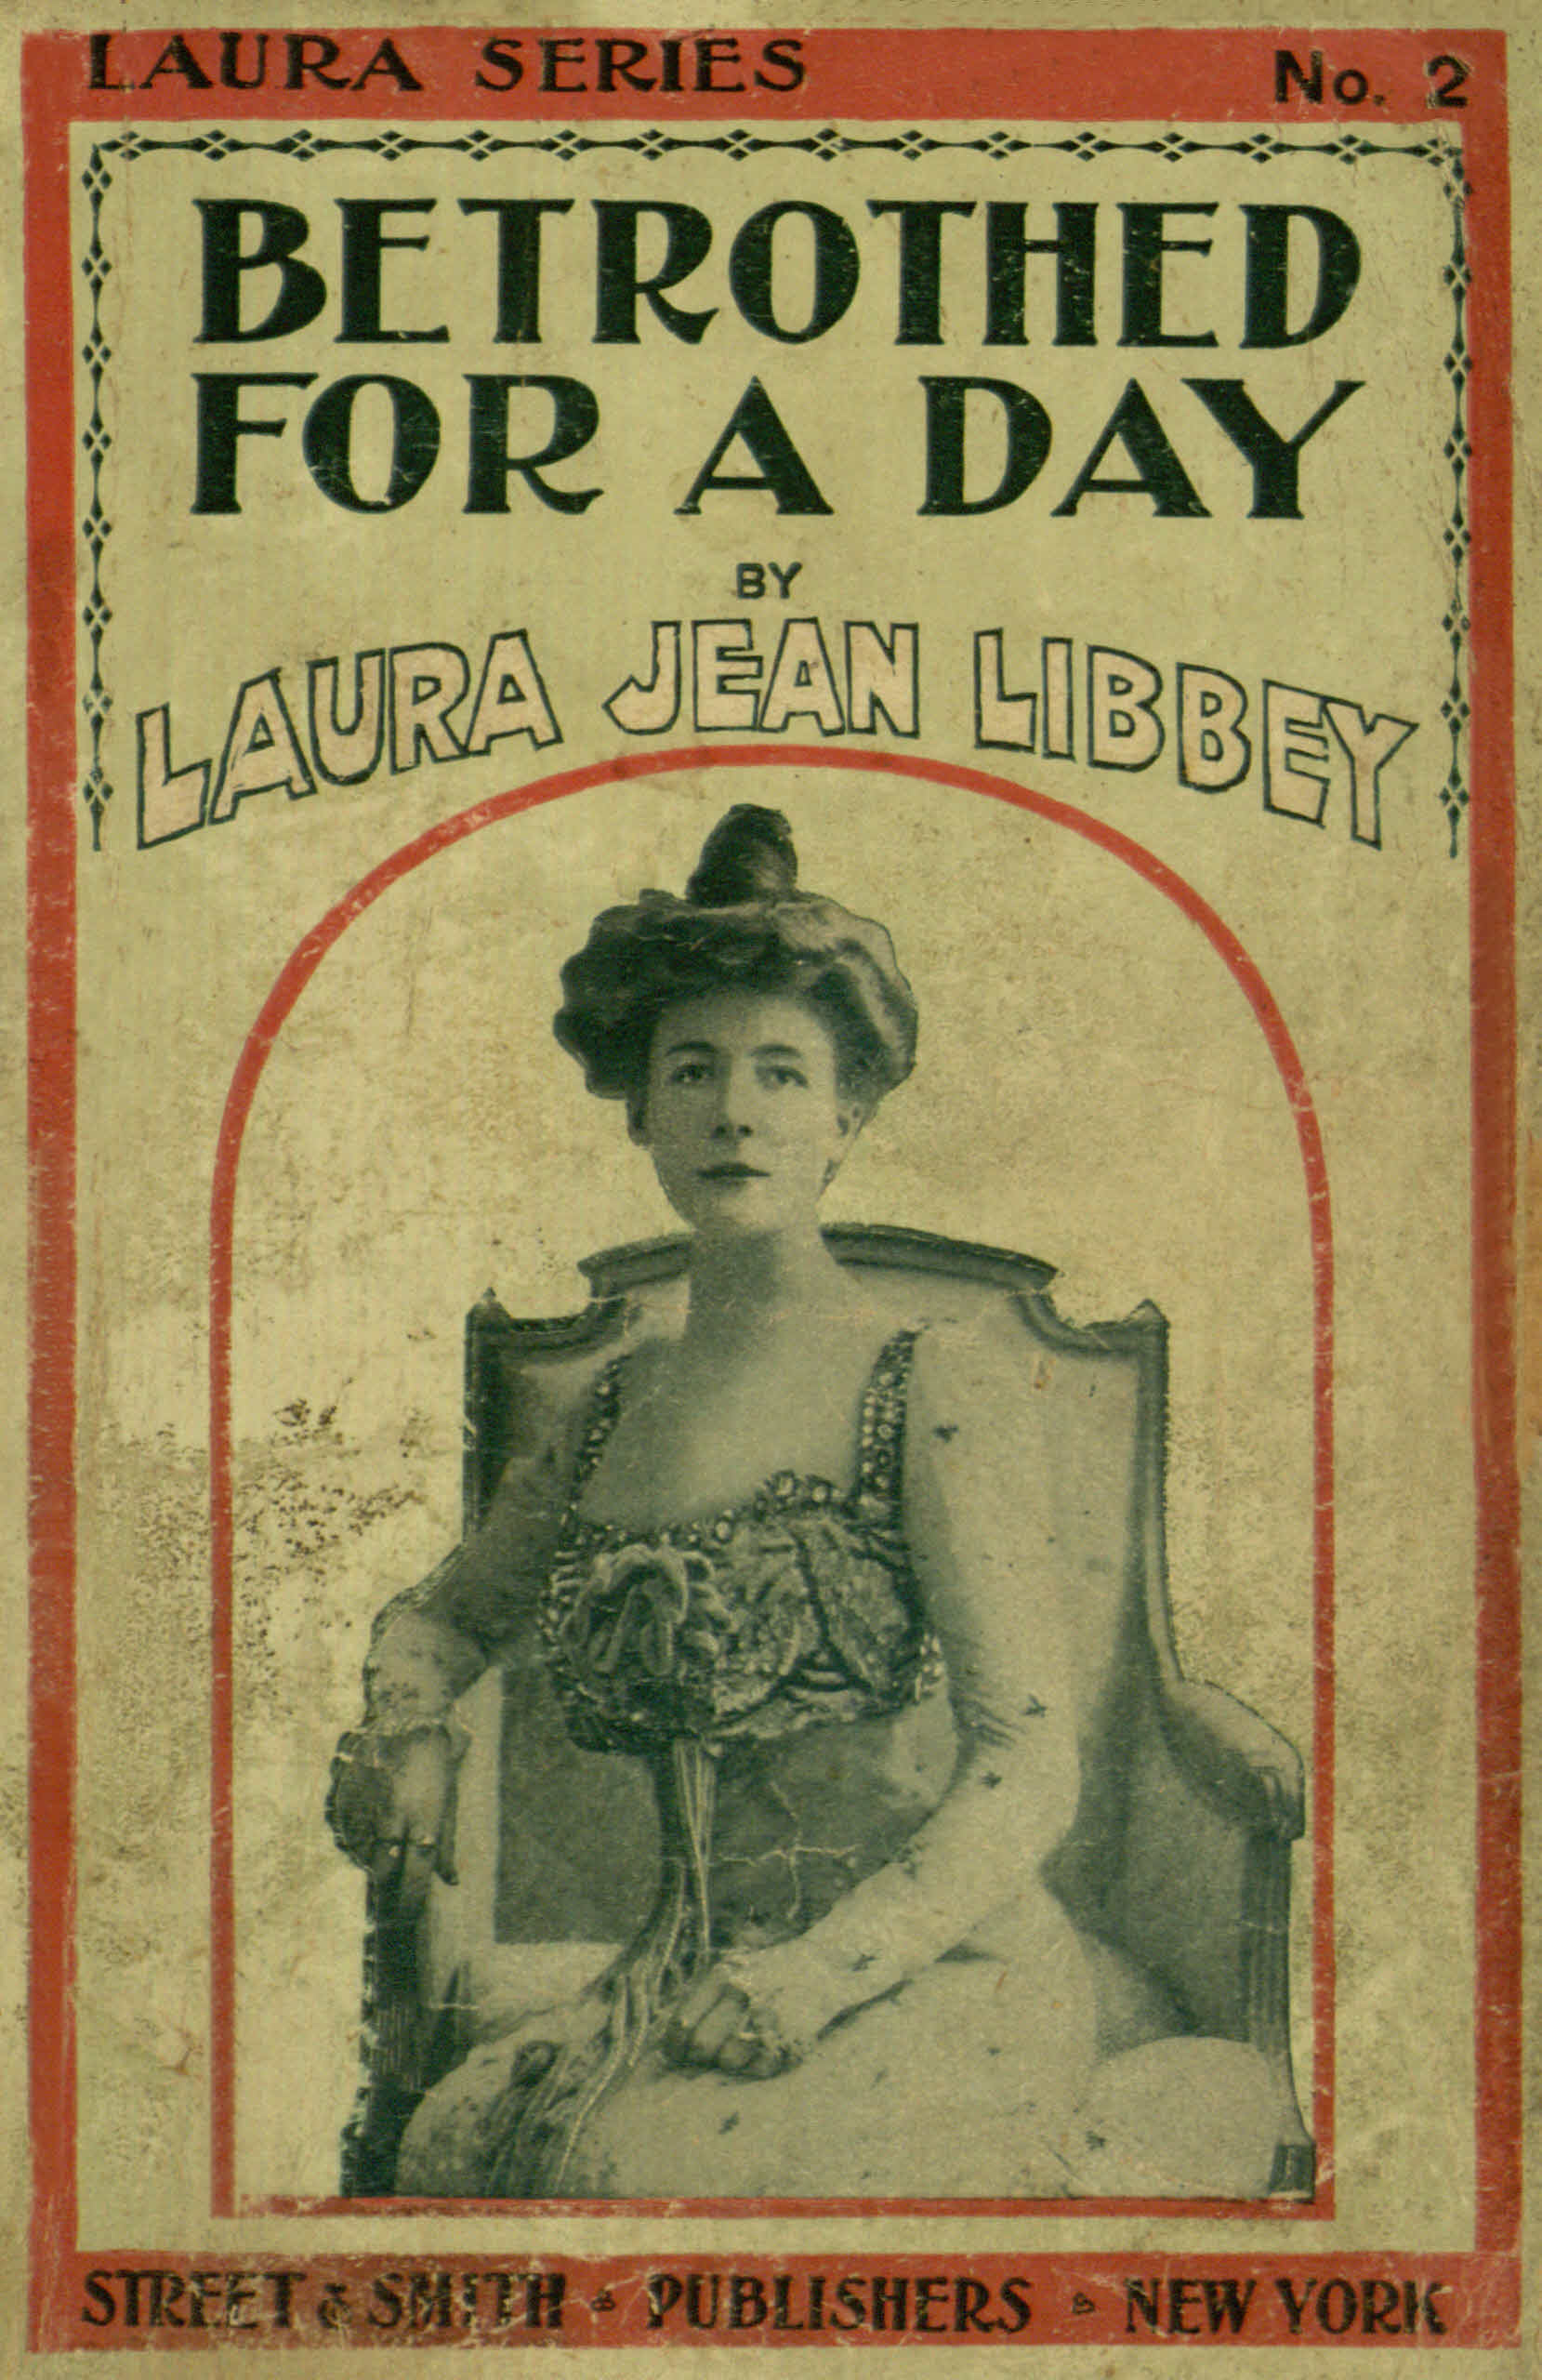 LAURA SERIES No. 2
BETROTHED
FOR A DAY
BY
LAURA JEAN LIBBEY
STREET & SMITH PUBLISHERS NEW YORK